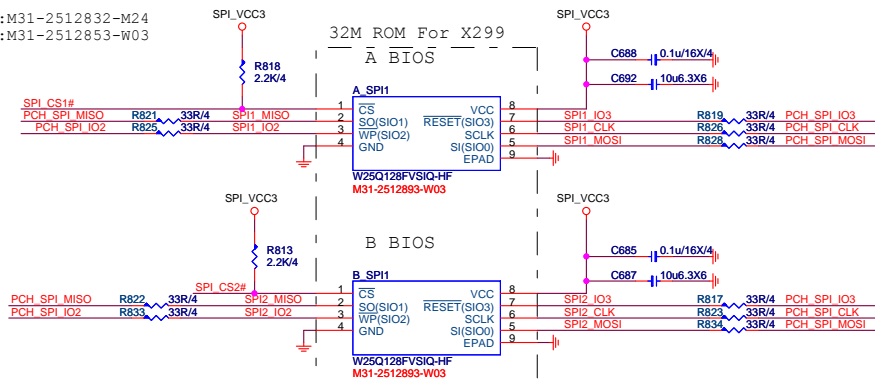 :M31-2512832-M24
:M31-2512853-W03
SPI_VCC3
32M ROM For X299
A BIOS
SPI_VCC3
R818
2.2K/4
C688
0.1u/16X/4
C692
10u6.3X6
A_SPI1
SPI_CS1#
1
CS
VCC
8
PCH_SPI_MISO
R821
33R/4
SPI1_MISO
2
SO(SIO1)
RESET(SIO3)
7
SPI1_IO3
R819
33R/4
PCH_SPI_IO3
PCH_SPI_IO2
R825
33R/4
SPI1_IO2
3
WP(SIO2)
SCLK
6
SPI1_CLK
R826
33R/4
PCH_SPI_CLK
4
GND
SI(SIO0)
5
SPI1_MOSI
R828
33R/4
PCH_SPI_MOSI
EPAD
9
W25Q128FVSIQ-HF
M31-2512893-W03
SPI_VCC3
SPI_VCC3
B BIOS
R813
2.2K/4
C685
0.1u/16X/4
C687
10u6.3X6
B_SPI1
SPI_CS2#
1
CS
VCC
8
PCH_SPI_MISO
R822
33R/4
SPI2_MISO
2
SO(SIO1)
RESET(SIO3)
7
SPI2_IO3
R817
33R/4
PCH_SPI_IO3
PCH_SPI_IO2
R833
33R/4
SPI2_IO2
3
WP(SIO2)
SCLK
6
SPI2_CLK
R823
33R/4
PCH_SPI_CLK
4
GND
SI(SIO0)
5
SPI2_MOSI
R834
33R/4
PCH_SPI_MOSI
EPAD
9
W25Q128FVSIQ-HF
M31-2512893-W03